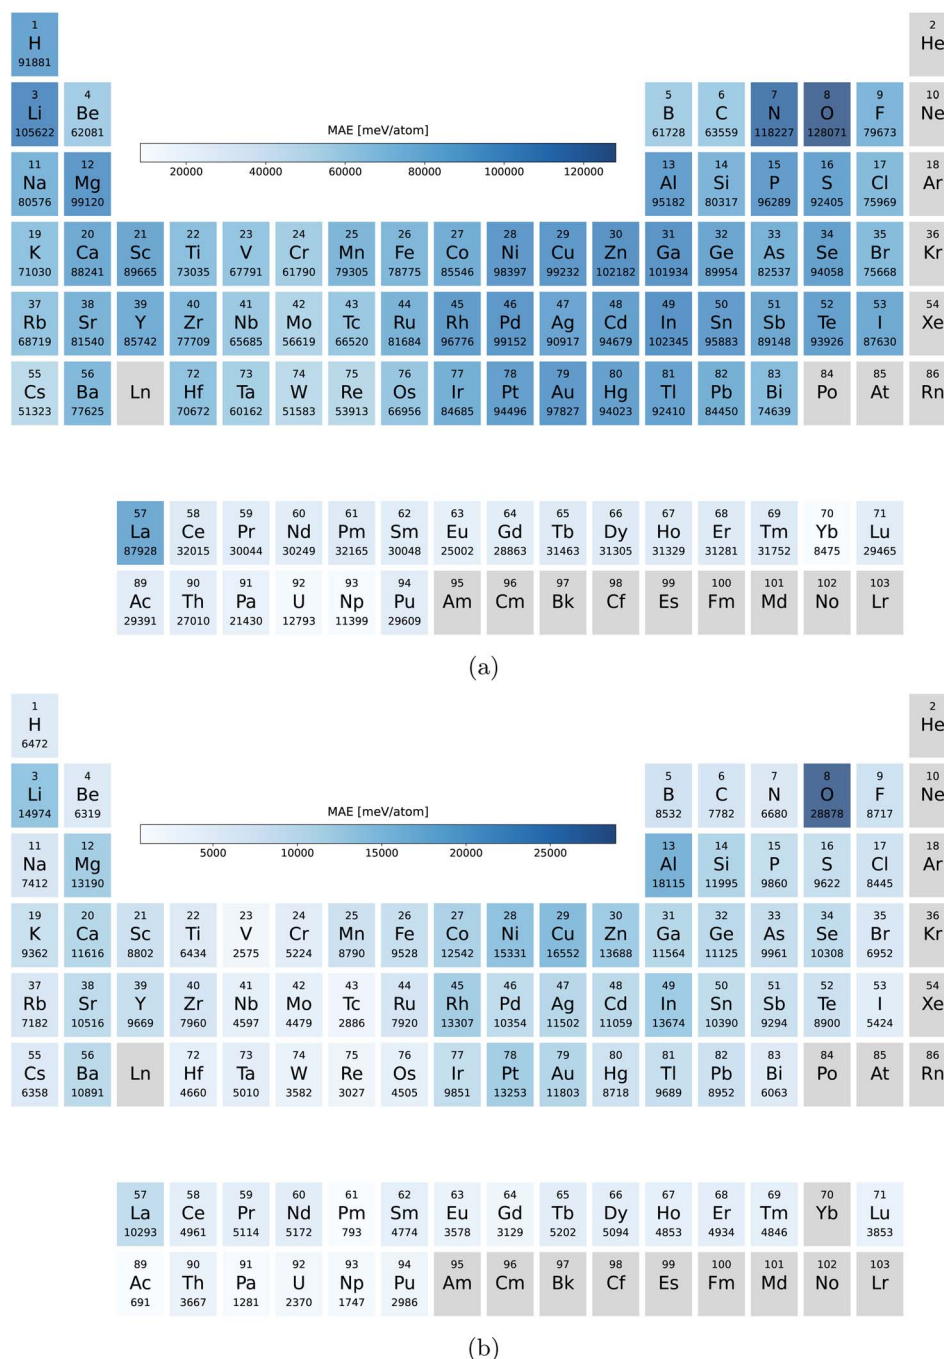 1 2
H He
91881
3 4 5 6 7 8 9 10
Li Be B C N O F Ne
105622 62081 61728 63559 118227 128071 79673
MAE [meV/atom]
20000 40000 60000 80000 100000 120000
11 12 13 14 15 16 17 18
Na Mg Al Si P S Cl Ar
80576 99120 95182 80317 96289 92405 75969
19 20 21 22 23 24 25 26 27 28 29 30 31 32 33 34 35 36
K Ca Sc Ti V Cr Mn Fe Co Ni Cu Zn Ga Ge As Se Br Kr
71030 88241 89665 73035 67791 61790 79305 78775 85546 98397 99232 102182 101934 89954 82537 94058 75668
37 38 39 40 41 42 43 44 45 46 47 48 49 50 51 52 53 54
Rb Sr Y Zr Nb Mo Tc Ru Rh Pd Ag Cd In Sn Sb Te I Xe
68719 81540 85742 77709 65685 56619 66520 81684 96776 99152 90917 94679 102345 95883 89148 93926 87630
55 56 72 73 74 75 76 77 78 79 80 81 82 83 84 85 86
Cs Ba Ln Hf Ta W Re Os Ir Pt Au Hg Tl Pb Bi Po At Rn
51323 77625 70672 60162 51583 53913 66956 84685 94496 97827 94023 92410 84450 74639
57 58 59 60 61 62 63 64 65 66 67 68 69 70 71
La Ce Pr Nd Pm Sm Eu Gd Tb Dy Ho Er Tm Yb Lu
87928 32015 30044 30249 32165 30048 25002 28863 31463 31305 31329 31281 31752 8475 29465
89 90 91 92 93 94 95 96 97 98 99 100 101 102 103
Ac Th Pa U Np Pu Am Cm Bk Cf Es Fm Md No Lr
29391 27010 21430 12793 11399 29609
(a)
1 2
H He
6472
3 4 5 6 7 8 9 10
Li Be B C N O F Ne
14974 6319 8532 7782 6680 28878 8717
MAE [meV/atom]
5000 10000 15000 20000 25000
11 12 13 14 15 16 17 18
Na Mg Al Si P S Cl Ar
7412 13190 18115 11995 9860 9622 8445
19 20 21 22 23 24 25 26 27 28 29 30 31 32 33 34 35 36
K Ca Sc Ti V Cr Mn Fe Co Ni Cu Zn Ga Ge As Se Br Kr
9362 11616 8802 6434 2575 5224 8790 9528 12542 15331 16552 13688 11564 11125 9961 10308 6952
37 38 39 40 41 42 43 44 45 46 47 48 49 50 51 52 53 54
Rb Sr Y Zr Nb Mo Tc Ru Rh Pd Ag Cd In Sn Sb Te I Xe
7182 10516 9669 7960 4597 4479 2886 7920 13307 10354 11502 11059 13674 10390 9294 8900 5424
55 56 72 73 74 75 76 77 78 79 80 81 82 83 84 85 86
Cs Ba Ln Hf Ta W Re Os Ir Pt Au Hg Tl Pb Bi Po At Rn
6358 10891 4660 5010 3582 3027 4505 9851 13253 11803 8718 9689 8952 6063
57 58 59 60 61 62 63 64 65 66 67 68 69 70 71
La Ce Pr Nd Pm Sm Eu Gd Tb Dy Ho Er Tm Yb Lu
10293 4961 5114 5172 793 4774 3578 3129 5202 5094 4853 4934 4846 3853
89 90 91 92 93 94 95 96 97 98 99 100 101 102 103
Ac Th Pa U Np Pu Am Cm Bk Cf Es Fm Md No Lr
691 3667 1281 2370 1747 2986
(b)